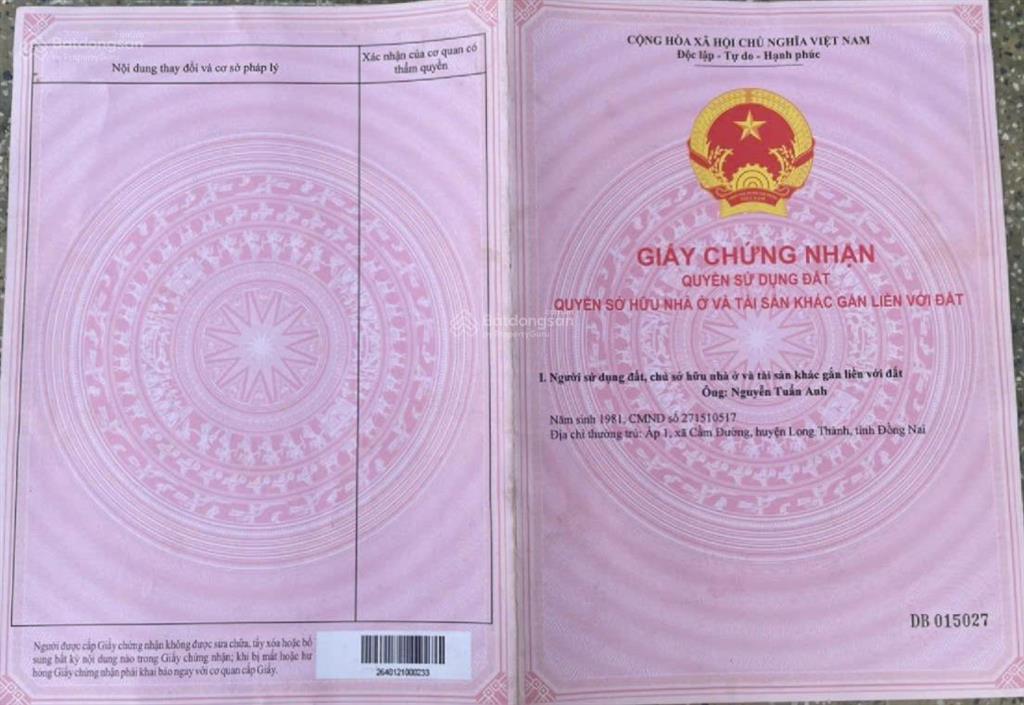 Batdongsan
Nội dung thay đổi và cơ sở pháp lý
Xác nhận của cơ quan có
thẩm quyền
Người được cấp Giấy chứng nhận không được sửa chữa, tẩy xóa hoặc bổ
sung bất kỳ nội dung nào trong Giấy chứng nhận; khi bị mất hoặc hư
hỏng Giấy chứng nhận phải khai báo ngay với cơ quan cấp Giấy.
2640121000233
CỘNG HÒA XÃ HỘI CHỦ NGHĨA VIỆT NAM
Độc lập - Tự do - Hạnh phúc
GIẤY CHỨNG NHẬN
QUYỀN SỬ DỤNG ĐẤT
QUYỀN SỞ HỮU NHÀ Ở VÀ TÀI SẢN KHÁC GẮN LIỀN VỚI ĐẤT
Batdongsan
by PropertyGuru
I. Người sử dụng đất, chủ sở hữu nhà ở và tài sản khác gắn liền với đất
Ông: Nguyễn Tuấn Anh
Năm sinh 1981, CMND số 271510517
Địa chỉ thường trú: Ấp 1, xã Cẩm Đường, huyện Long Thành, tỉnh Đồng Nai
DB 015027